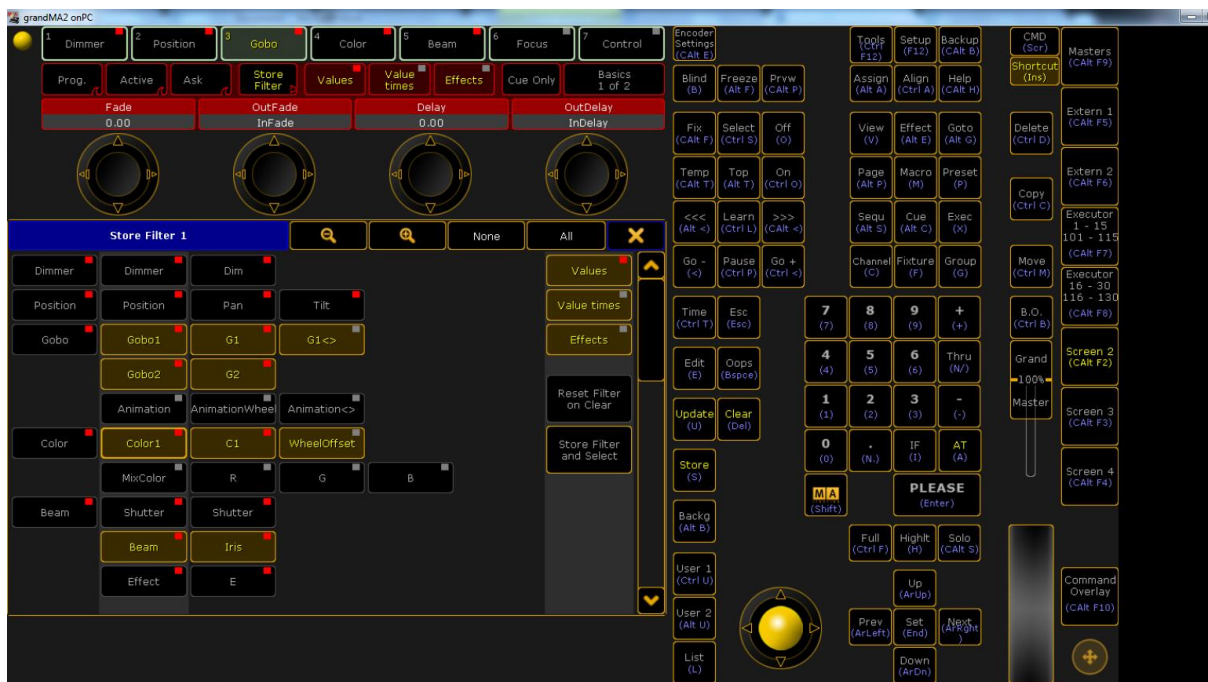 grandMA2 onPC
1 Dimmer
2 Position
3 Gobo
4 Color
5 Beam
6 Focus
7 Control
Prog.
Active
Ask
Store
Filter
Values
Value
times
Effects
Cue Only
Basics
1 of 2
Fade
OutFade
Delay
OutDelay
0.00
InFade
0.00
InDelay
Store Filter 1
None
All
Dimmer
Dimmer
Dim
Values
Position
Position
Pan
Tilt
Value times
Gobo
Gobo1
G1
G1<>
Effects
Gobo2
G2
Reset Filter
on Clear
Animation
AnimationWheel
Animation<>
Color
Color1
C1
WheelOffset
Store Filter
and Select
MixColor
R
G
B
Beam
Shutter
Shutter
Beam
Iris
Effect
E
Encoder
Settings
(CAlt E)
Tools
(Ctrl
F12)
Setup
(F12)
Backup
(CAlt B)
CMD
(Scr)
Shortcut
(Ins)
Masters
(CAlt F9)
Blind
(B)
Freeze
(Alt F)
Prvw
(CAlt P)
Assign
(Alt A)
Align
(Ctrl A)
Help
(CAlt H)
Extern 1
(CAlt F5)
Fix
(CAlt F)
Select
(Ctrl S)
Off
(O)
View
(V)
Effect
(Alt E)
Goto
(Alt G)
Delete
(Ctrl D)
Temp
(CAlt T)
Top
(Alt T)
On
(Ctrl O)
Page
(Alt P)
Macro
(M)
Preset
(P)
Copy
(Ctrl C)
Extern 2
(CAlt F6)
<<<
(Alt <)
Learn
(Ctrl L)
>>>
(CAlt <)
Sequ
(Alt S)
Cue
(Alt C)
Exec
(X)
Executor
1 - 15
101 - 115
(CAlt F7)
Go -
(<)
Pause
(Ctrl P)
Go +
(Ctrl <)
Channel
(C)
Fixture
(F)
Group
(G)
Move
(Ctrl M)
Executor
16 - 30
116 - 130
(CAlt F8)
Time
(Ctrl T)
Esc
(Esc)
7
(7)
8
(8)
9
(9)
+
(+)
B.O.
(Ctrl B)
Edit
(E)
Oops
(Bspce)
4
(4)
5
(5)
6
(6)
Thru
(N/)
Grand
100%
Master
Screen 2
(CAlt F2)
Update
(U)
Clear
(Del)
1
(1)
2
(2)
3
(3)
-
(-)
Screen 3
(CAlt F3)
Store
(S)
0
(0)
.
(N.)
IF
(I)
AT
(A)
Screen 4
(CAlt F4)
MA
(Shift)
PLEASE
(Enter)
Backg
(Alt B)
Full
(Ctrl F)
Highlt
(H)
Solo
(CAlt S)
User 1
(Ctrl U)
Up
(ArUp)
Command
Overlay
(CAlt F10)
User 2
(Alt U)
Prev
(ArLeft)
Set
(End)
Next
(ArRght
)
List
(L)
Down
(ArDn)